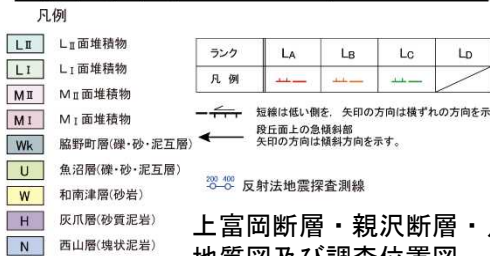 凡例
LⅡ LⅡ面堆積物
LⅠ LⅠ面堆積物
MⅡ MⅡ面堆積物
MⅠ MⅠ面堆積物
Wk 脇野町層(礫・砂・泥互層)
U 魚沼層(礫・砂・泥互層)
W 和南津層(砂岩)
H 灰爪層(砂質泥岩)
N 西山層(塊状泥岩)
ランク LA LB LC LD
凡例
短線は低い側を、矢印の方向は横ずれの方向を示
段丘面上の急傾斜部
矢印の方向は傾斜方向を示す。
200 400
反射法地震探査測線
上富岡断層・親沢断層・
地質図及び調査位置図